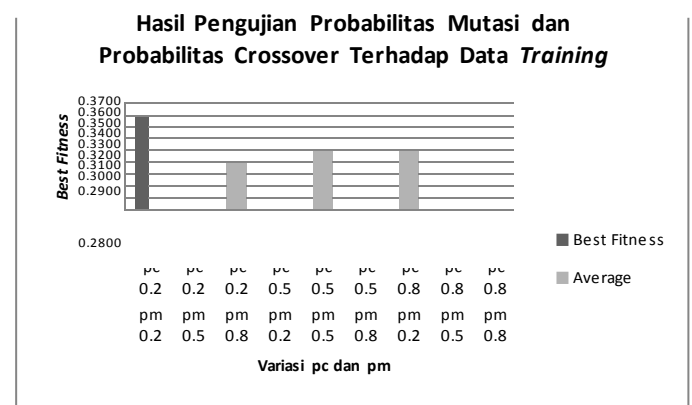 Hasil Pengujian Probabilitas Mutasi dan
Probabilitas Crossover Terhadap Data Training
Best Fitness
0.3700
0.3600
0.3500
0.3400
0.3300
0.3200
0.3100
0.3000
0.2900
0.2800
pc pc pc pc pc pc pc pc pc
0.2 0.2 0.2 0.5 0.5 0.5 0.8 0.8 0.8
pm pm pm pm pm pm pm pm pm
0.2 0.5 0.8 0.2 0.5 0.8 0.2 0.5 0.8
Variasi pc dan pm
Best Fitness
Average